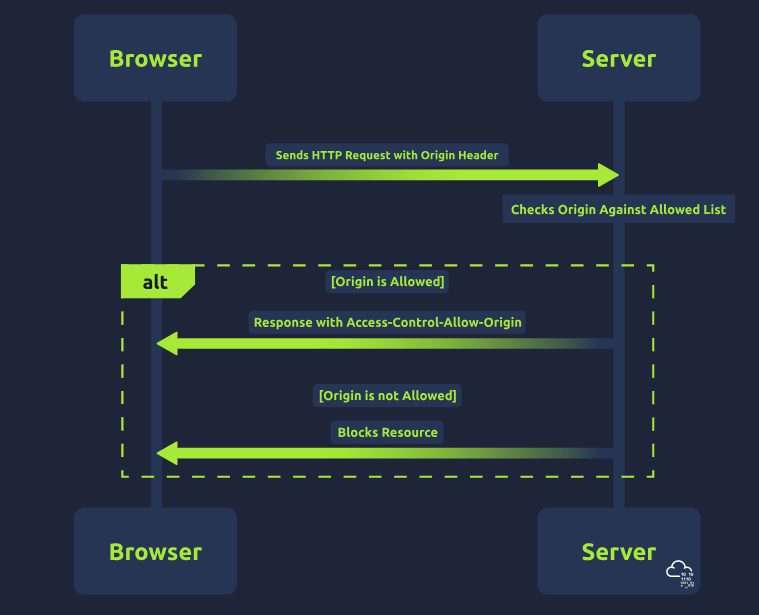 Browser
Server
Sends HTTP Request with Origin Header
Checks Origin Against Allowed List
alt
[Origin is Allowed]
Response with Access-Control-Allow-Origin
[Origin is not Allowed]
Blocks Resource
Browser
Server